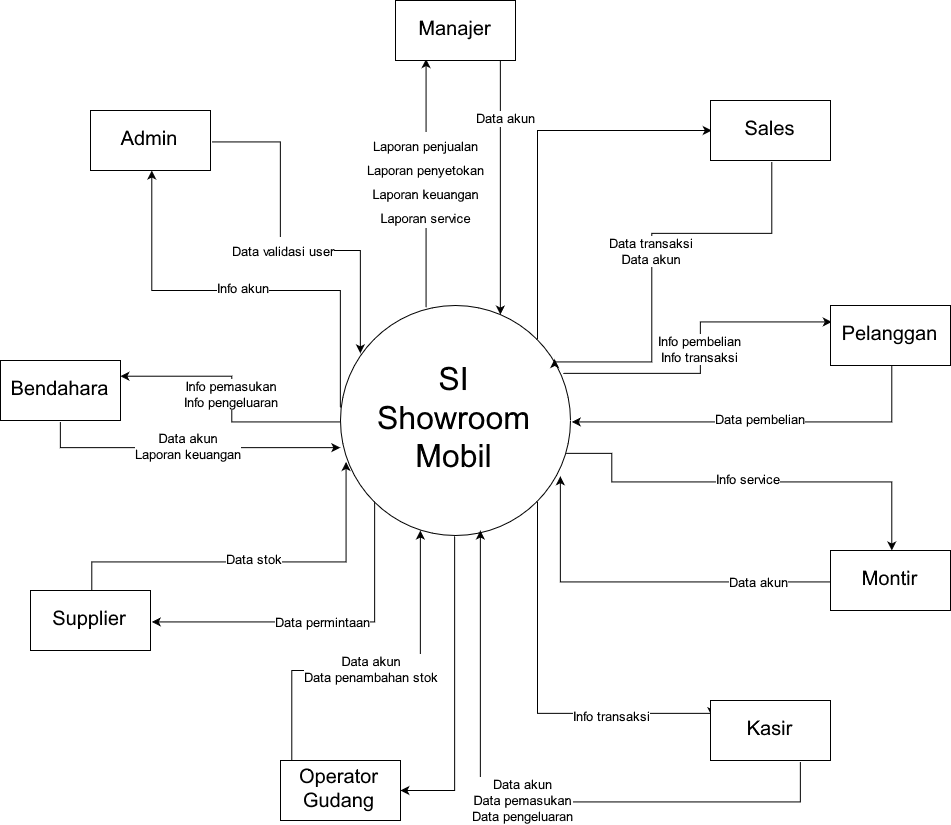 Manajer
Data akun
Laporan penjualan
Laporan penyetokan
Laporan keuangan
Laporan service
Admin
Data validasi user
Info akun
Sales
Data transaksi
Data akun
Pelanggan
Info pembelian
Info transaksi
Data pembelian
SI
Showroom
Mobil
Bendahara
Info pemasukan
Info pengeluaran
Data akun
Laporan keuangan
Info service
Montir
Data akun
Data stok
Supplier
Data permintaan
Data akun
Data penambahan stok
Operator
Gudang
Info transaksi
Kasir
Data akun
Data pemasukan
Data pengeluaran